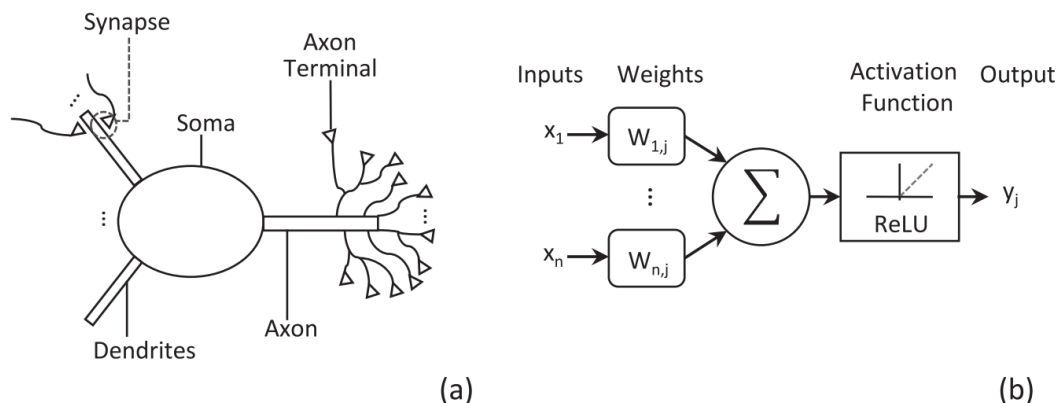 Synapse
Axon
Terminal
Soma
...
...
...
Dendrites
Axon
(a)
Inputs
Weights
Activation
Function
Output
x1
W1,j
...
∑
ReLU
yj
xn
Wn,j
(b)